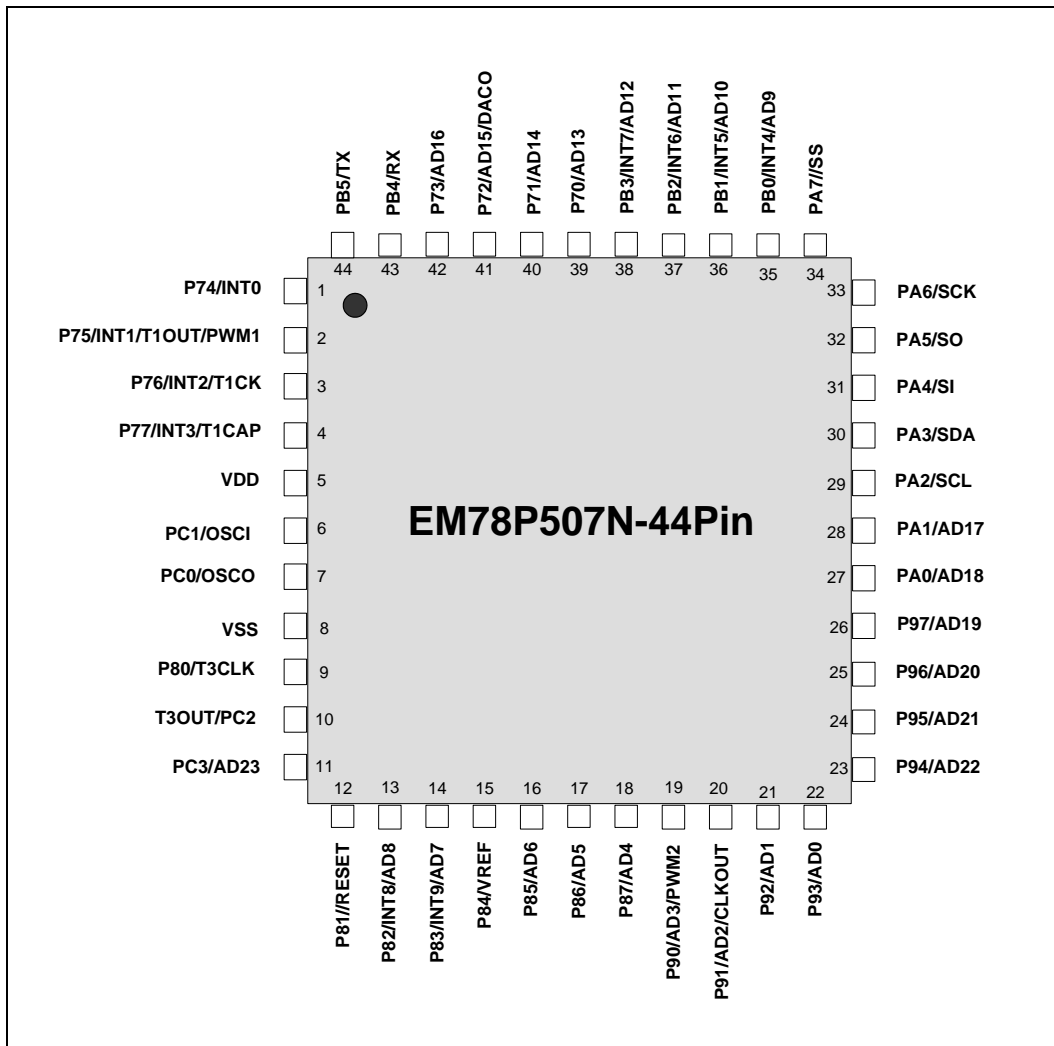 PB5/TX
PB4/RX
P73/AD16
P72/AD15/DACO
P71/AD14
P70/AD13
PB3/INT7/AD12
PB2/INT6/AD11
PB1/INT5/AD10
PB0/INT4/AD9
PA7//SS
44
43
42
41
40
39
38
37
36
35
34
P74/INT0
1
P75/INT1/T1OUT/PWM1
2
P76/INT2/T1CK
3
P77/INT3/T1CAP
4
VDD
5
PC1/OSCI
6
PC0/OSCO
7
VSS
8
P80/T3CLK
9
T3OUT/PC2
10
PC3/AD23
11
EM78P507N-44Pin
33
PA6/SCK
32
PA5/SO
31
PA4/SI
30
PA3/SDA
29
PA2/SCL
28
PA1/AD17
27
PA0/AD18
26
P97/AD19
25
P96/AD20
24
P95/AD21
23
P94/AD22
12
13
14
15
16
17
18
19
20
21
22
P81//RESET
P82/INT8/AD8
P83/INT9/AD7
P84/VREF
P85/AD6
P86/AD5
P87/AD4
P90/AD3/PWM2
P91/AD2/CLKOUT
P92/AD1
P93/AD0